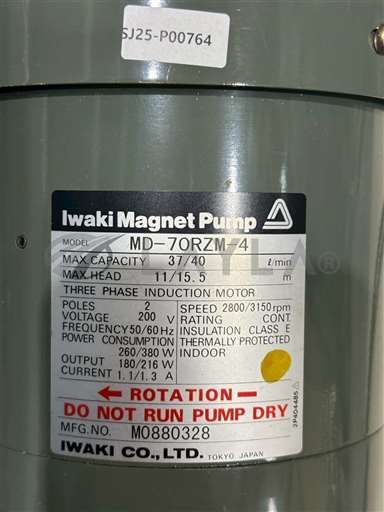 SJ25-P00764
Iwaki Magnet Pump
MODEL MD-70RZM-4
MAX.CAPACITY 37/40 ℓ/min
MAX.HEAD 11/15.5 m
THREE PHASE INDUCTION MOTOR
POLES 2 SPEED 2800/3150 rpm
VOLTAGE 200 V RATING CONT.
FREQUENCY 50/60 Hz INSULATION CLASS E
POWER CONSUMPTION THERMALLY PROTECTED
260/380 W INDOOR
OUTPUT 180/216 W
CURRENT 1.1/1.3 A
← ROTATION −
DO NOT RUN PUMP DRY
MFG.NO. M0880328
IWAKI CO.,LTD. TOKYO JAPAN